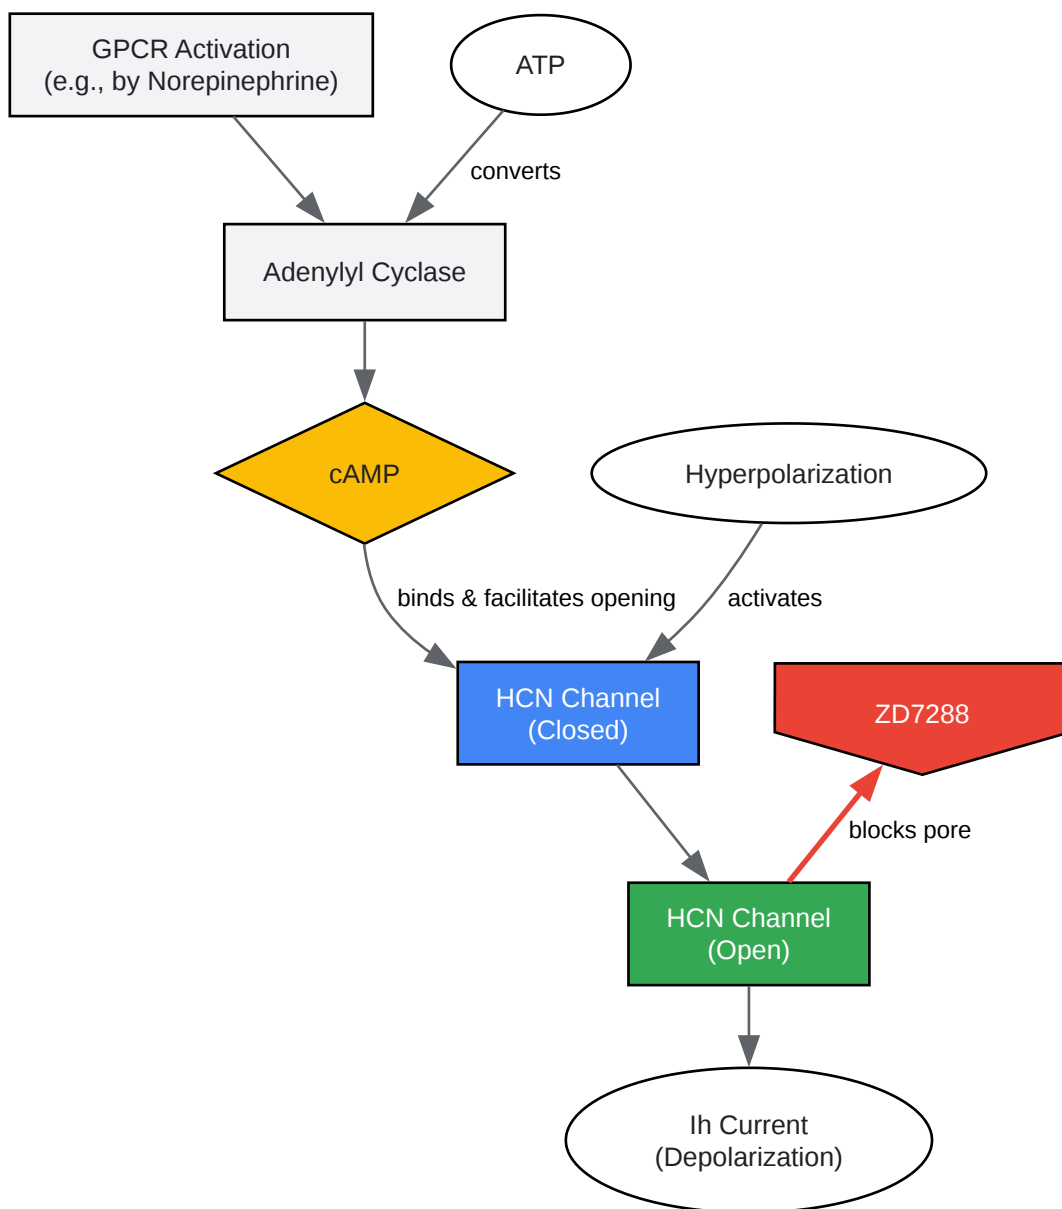 GPCR Activation
(e.g., by Norepinephrine)
ATP
converts
Adenylyl Cyclase
cAMP
Hyperpolarization
binds & facilitates opening
activates
HCN Channel
(Closed)
ZD7288
blocks pore
HCN Channel
(Open)
Ih Current
(Depolarization)